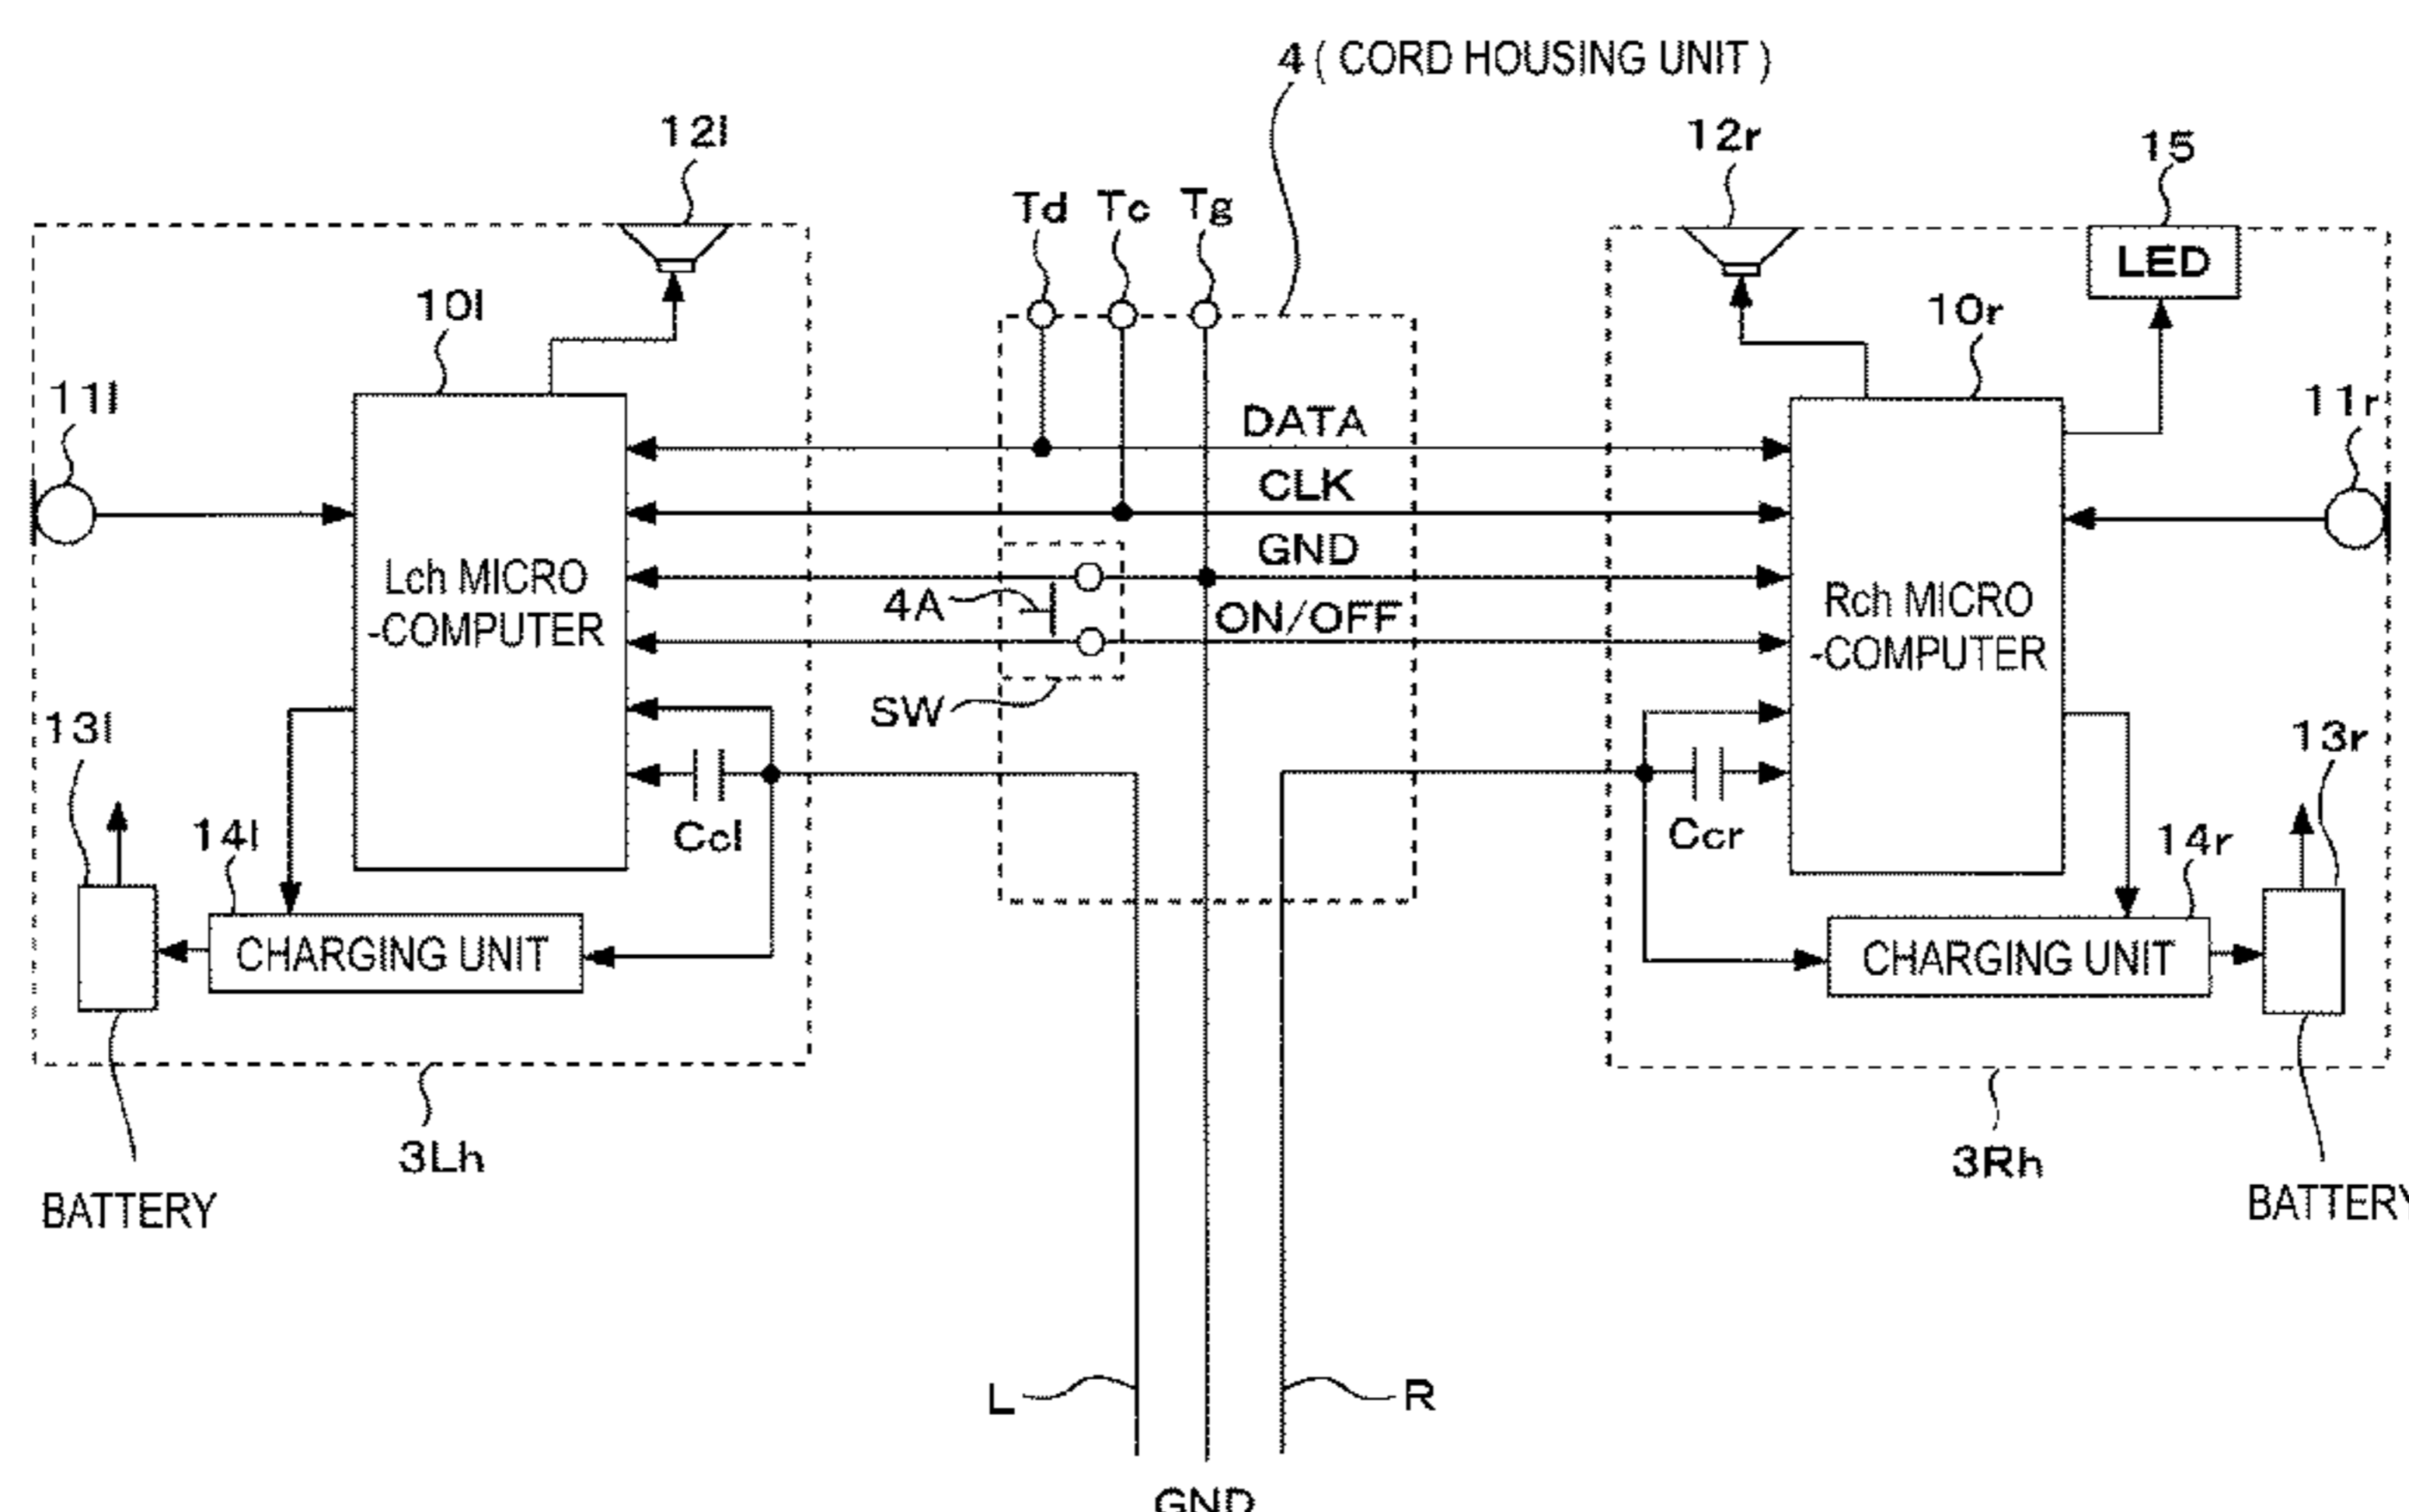 4 ( CORD HOUSING UNIT )
12l
12r
15
Td Tc Tg
LED
10l
10r
11l
11r
DATA
CLK
GND
Lch MICRO
-COMPUTER
4A
ON/OFF
Rch MICRO
-COMPUTER
SW
13l
13r
14l
Ccl
Ccr
14r
CHARGING UNIT
CHARGING UNIT
3Lh
3Rh
BATTERY
BATTERY
L
R
GND